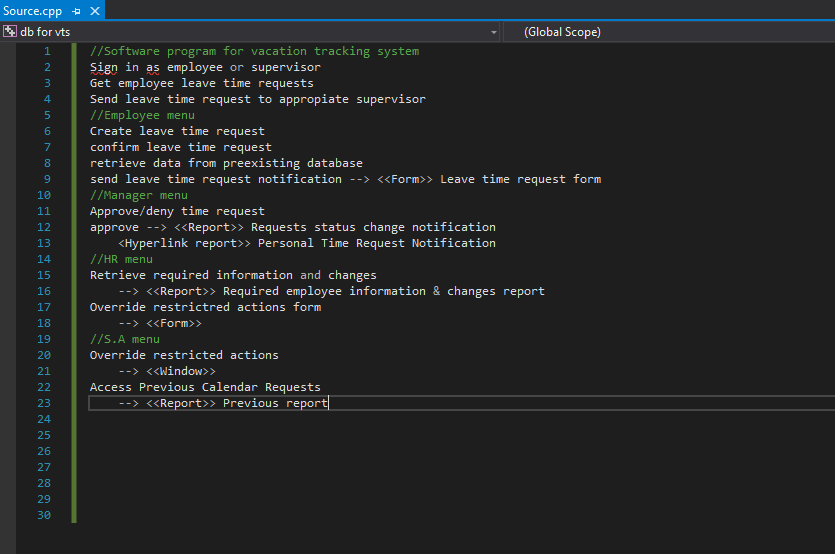 Source.cpp
db for vts (Global Scope)
1 //Software program for vacation tracking system
2 Sign in as employee or supervisor
3 Get employee leave time requests
4 Send leave time request to appropiate supervisor
5 //Employee menu
6 Create leave time request
7 confirm leave time request
8 retrieve data from preexisting database
9 send leave time request notification --> <<Form>> Leave time request form
10 //Manager menu
11 Approve/deny time request
12 approve --> <<Report>> Requests status change notification
13 <Hyperlink report>> Personal Time Request Notification
14 //HR menu
15 Retrieve required information and changes
16 --> <<Report>> Required employee information & changes report
17 Override restrictred actions form
18 --> <<Form>>
19 //S.A menu
20 Override restricted actions
21 --> <<Window>>
22 Access Previous Calendar Requests
23 --> <<Report>> Previous report
24
25
26
27
28
29
30